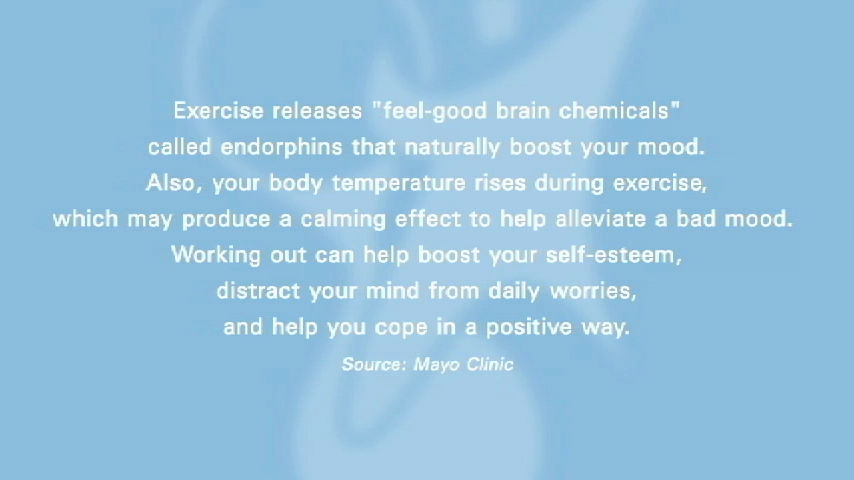 Exercise releases "feel-good brain chemicals"
called endorphins that naturally boost your mood.
Also, your body temperature rises during exercise,
which may produce a calming effect to help alleviate a bad mood.
Working out can help boost your self-esteem,
distract your mind from daily worries,
and help you cope in a positive way.
Source: Mayo Clinic